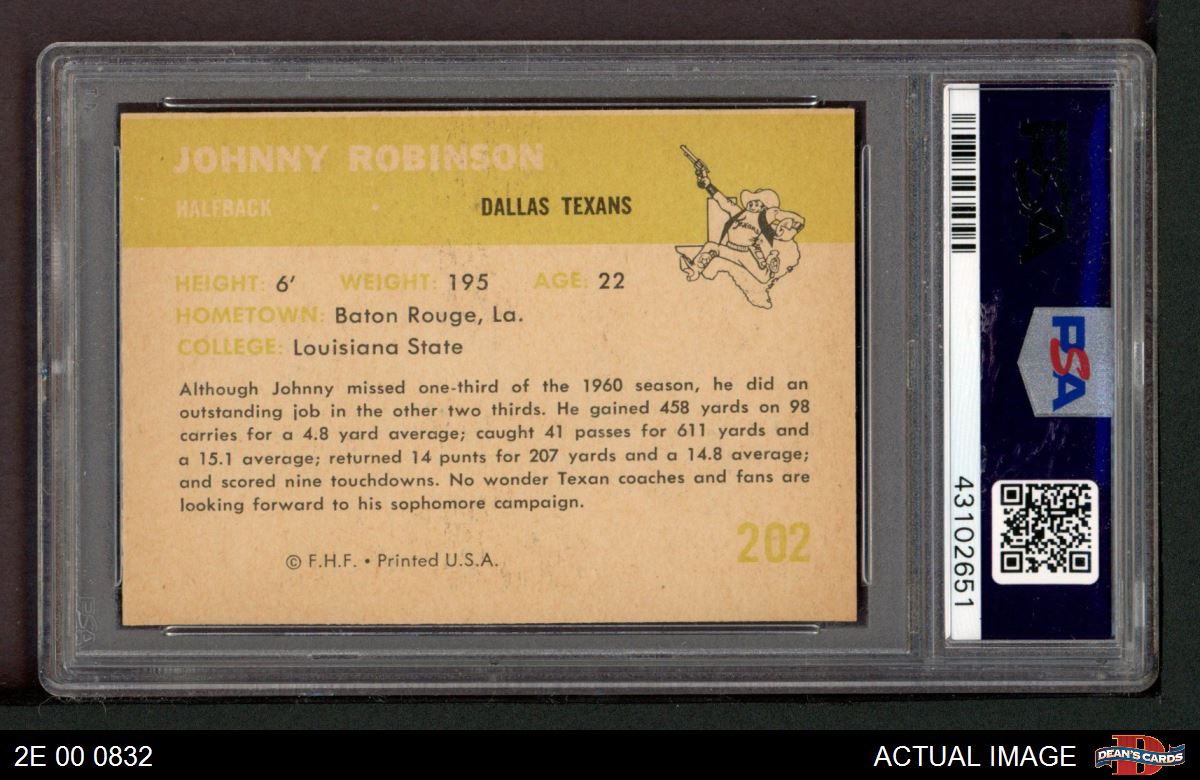 JOHNNY ROBINSON
HALFBACK • DALLAS TEXANS
HEIGHT: 6' WEIGHT: 195 AGE: 22
HOMETOWN: Baton Rouge, La.
COLLEGE: Louisiana State
Although Johnny missed one-third of the 1960 season, he did an
outstanding job in the other two thirds. He gained 458 yards on 98
carries for a 4.8 yard average; caught 41 passes for 611 yards and
a 15.1 average; returned 14 punts for 207 yards and a 14.8 average;
and scored nine touchdowns. No wonder Texan coaches and fans are
looking forward to his sophomore campaign.
202
© F.H.F. • Printed U.S.A.
PSA
PSA
PSA
43102651
2E 00 0832
ACTUAL IMAGE
DEAN'S CARDS